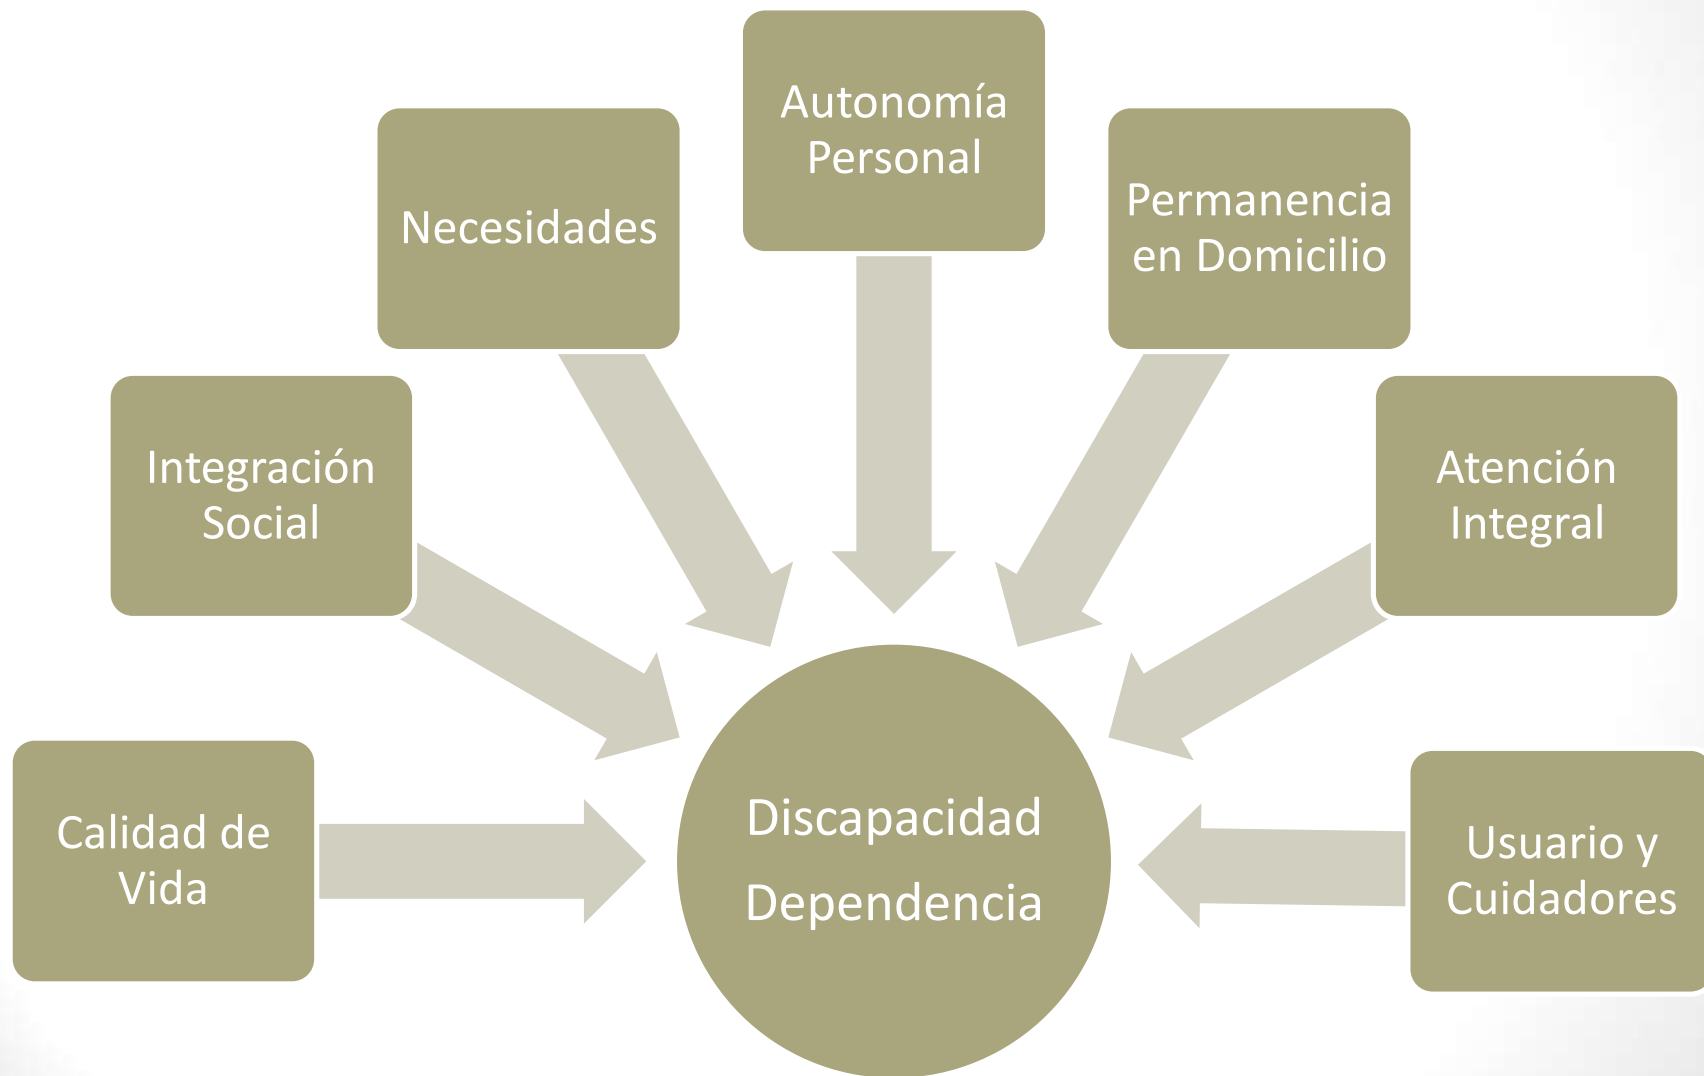 Autonomía
Personal
Necesidades
Permanencia
en Domicilio
Integración
Social
Atención
Integral
Calidad de
Vida
Discapacidad
Dependencia
Usuario y
Cuidadores